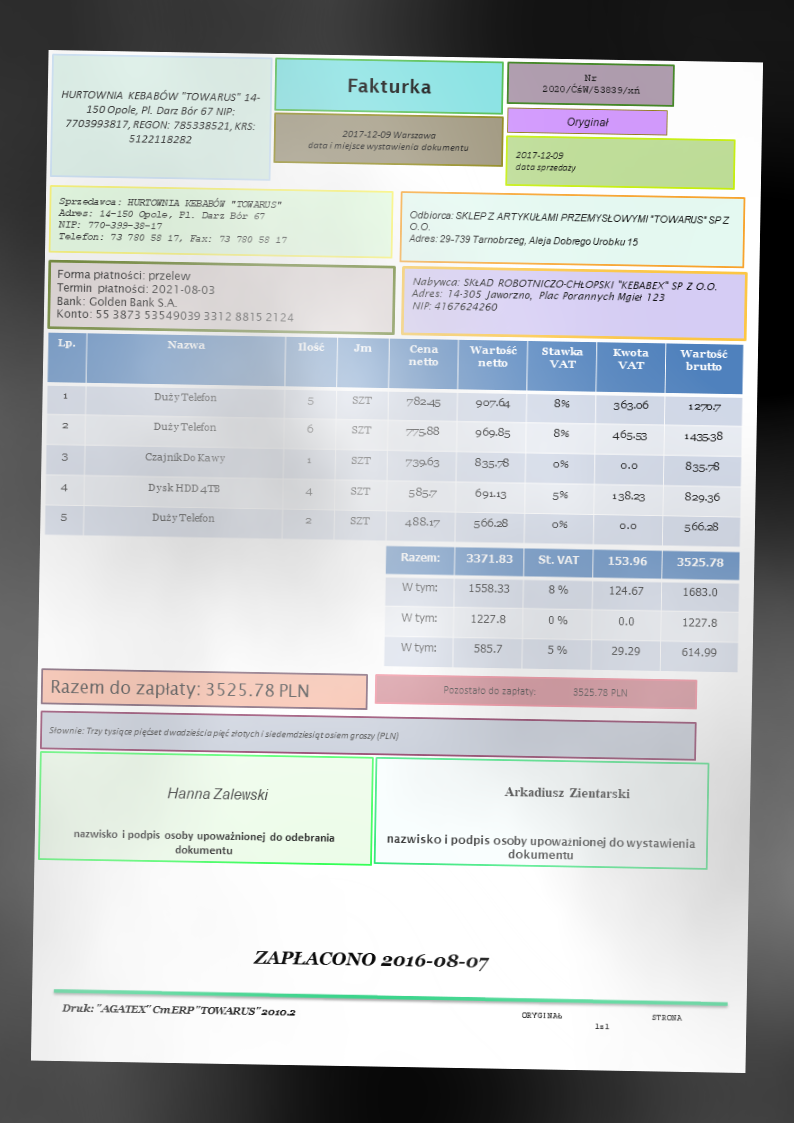 HURTOWNIA KEBABÓW "TOWARUS" 14-
150 Opole, Pl. Darz Bór 67 NIP:
7703993817, REGON: 785338521, KRS:
5122118282
Fakturka
2017-12-09 Warszawa
data i miejsce wystawienia dokumentu
Nr
2020/ĆśW/53839/xń
Oryginał
2017-12-09
data sprzedaży
Sprzedawca: HURTOWNIA KEBABÓW "TOWARUS"
Adres: 14-150 Opole, Pl. Darz Bór 67
NIP: 770-399-38-17
Telefon: 73 780 58 17, Fax: 73 780 58 17
Odbiorca: SKLEP Z ARTYKUŁAMI PRZEMYSŁOWYMI "TOWARUS" SP Z
O.O.
Adres: 29-739 Tarnobrzeg, Aleja Dobrego Urobku 15
Forma płatności: przelew
Termin płatności: 2021-08-03
Bank: Golden Bank S.A.
Konto: 55 3873 53549039 3312 8815 2124
Nabywca: SKŁAD ROBOTNICZO-CHŁOPSKI "KEBABEX" SP Z O.O.
Adres: 14-305 Jaworzno, Plac Porannych Mgieł 123
NIP: 4167624260
Lp. Nazwa Ilość Jm Cena netto Wartość netto Stawka VAT Kwota VAT Wartość brutto
1 Duży Telefon 5 SZT 782.45 907.64 8% 363.06 1270.7
2 Duży Telefon 6 SZT 775.88 969.85 8% 465.53 1435.38
3 Czajnik Do Kawy 1 SZT 739.63 835.78 0% 0.0 835.78
4 Dysk HDD 4TB 4 SZT 585.7 691.13 5% 138.23 829.36
5 Duży Telefon 2 SZT 488.17 566.28 0% 0.0 566.28
Razem: 3371.83 St. VAT 153.96 3525.78
W tym: 1558.33 8 % 124.67 1683.0
W tym: 1227.8 0 % 0.0 1227.8
W tym: 585.7 5 % 29.29 614.99
Razem do zapłaty: 3525.78 PLN
Pozostało do zapłaty: 3525.78 PLN
Słownie: Trzy tysiące pięćset dwadzieścia pięć złotych i siedemdziesiąt osiem groszy (PLN)
Hanna Zalewski
nazwisko i podpis osoby upoważnionej do odebrania
dokumentu
Arkadiusz Zientarski
nazwisko i podpis osoby upoważnionej do wystawienia
dokumentu
ZAPŁACONO 2016-08-07
Druk: "AGATEX" CmERP "TOWARUS" 2010.2
ORYGINAŁ STRONA
1z1